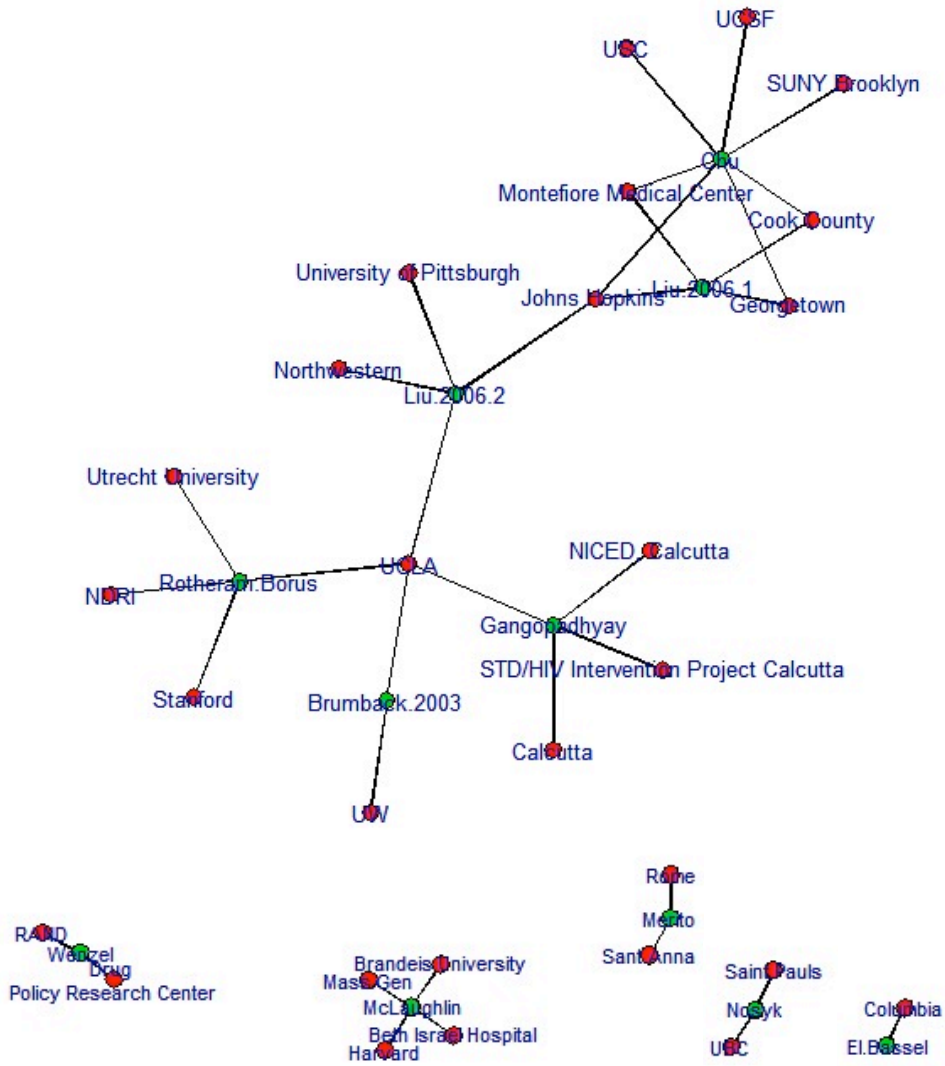 UCSF
USC
SUNY Brooklyn
Chu
Montefiore Medical Center
Cook County
University of Pittsburgh
Johns Hopkins
Liu.2006.1
Georgetown
Northwestern
Liu.2006.2
Utrecht University
NICED Calcutta
UCLA
Rotheram.Borus
NDRI
Gangopadhyay
STD/HIV Intervention Project Calcutta
Stanford
Brumback.2003
Calcutta
UW
Rome
Merito
Sant'Anna
RAND
Wenzel
Drug
Policy Research Center
Brandeis University
Mass Gen
McLaughlin
Beth Israel Hospital
Harvard
Saint Pauls
Nosyk
UBC
Columbia
El.Bassel